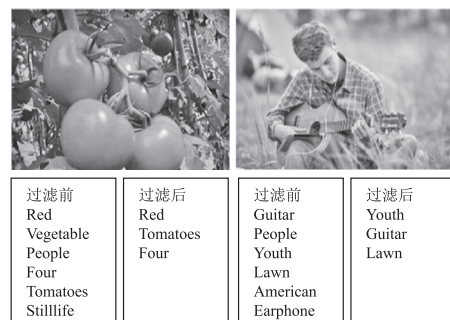 过滤前
Red
Vegetable
People
Four
Tomatoes
Stilllife
过滤后
Red
Tomatoes
Four
过滤前
Guitar
People
Youth
Lawn
American
Earphone
过滤后
Youth
Guitar
Lawn